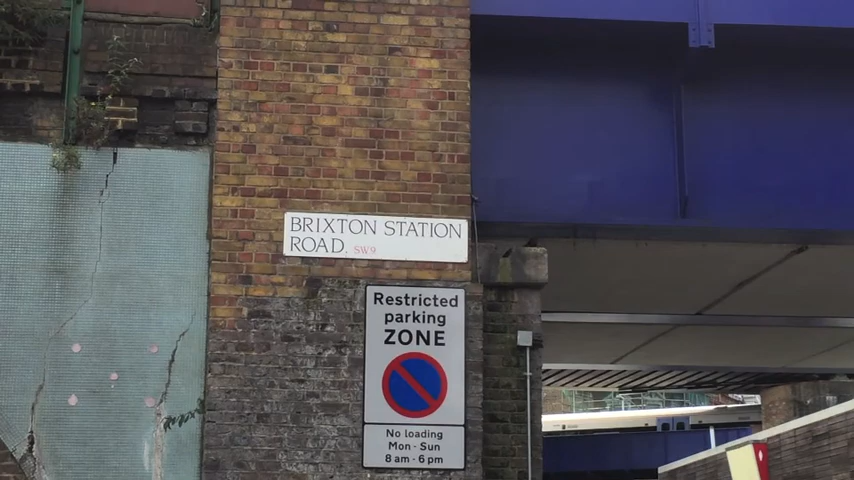 BRIXTON STATION
ROAD. SW9
Restricted
parking
ZONE
No loading
Mon - Sun
8 am - 6 pm